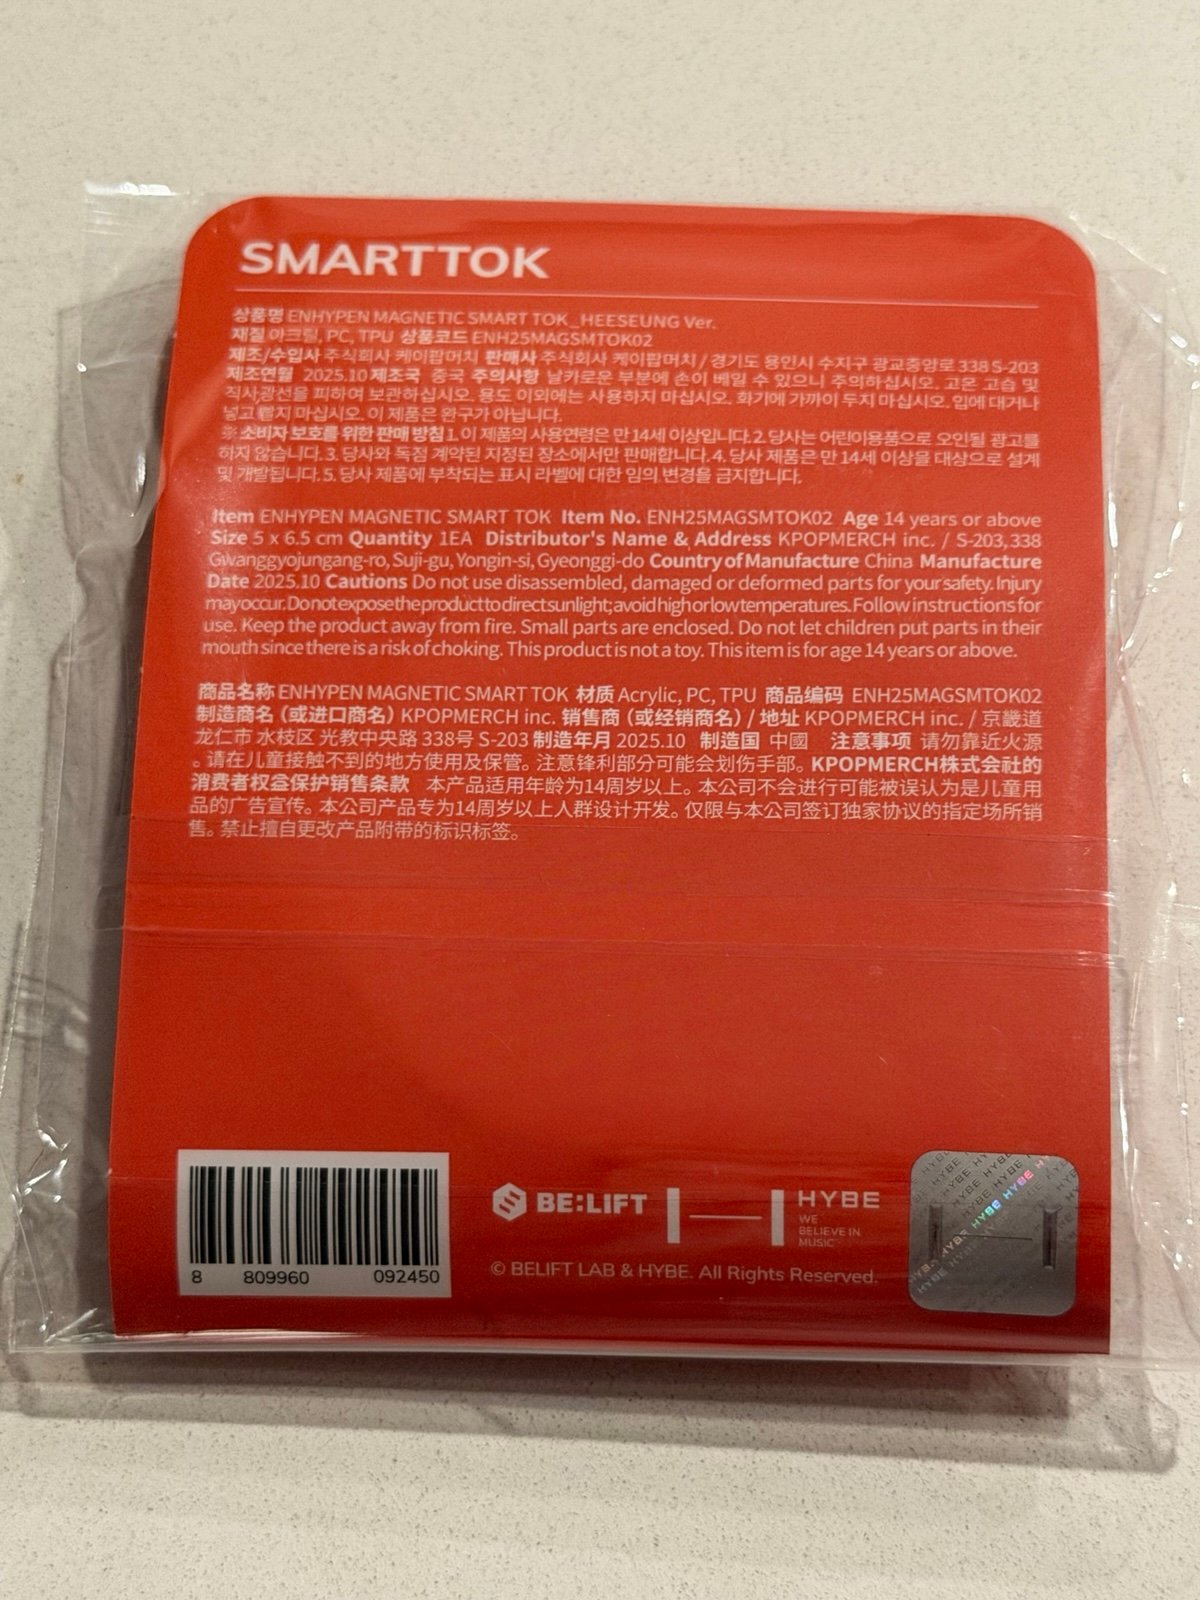 SMARTTOK
상품명 ENHYPEN MAGNETIC SMART TOK_HEESEUNG Ver.
재질 아크릴, PC, TPU 상품코드 ENH25MAGSMTOK02
제조/수입사 주식회사 케이팝머치 판매사 주식회사 케이팝머치 / 경기도 용인시 수지구 광교중앙로 338 S-203
제조연월 2025.10 제조국 중국 주의사항 날카로운 부분에 손이 베일 수 있으니 주의하십시오. 고온 고습 및
직사광선을 피하여 보관하십시오. 용도 이외에는 사용하지 마십시오. 화기에 가까이 두지 마십시오. 입에 대거나
넣고 빨지 마십시오. 이 제품은 완구가 아닙니다.
※ 소비자 보호를 위한 판매 방침 1. 이 제품의 사용연령은 만 14세 이상입니다. 2. 당사는 어린이용품으로 오인될 광고를
하지 않습니다. 3. 당사와 독점 계약된 지정된 장소에서만 판매합니다. 4. 당사 제품은 만 14세 이상을 대상으로 설계
및 개발됩니다. 5. 당사 제품에 부착되는 표시 라벨에 대한 임의 변경을 금지합니다.
Item ENHYPEN MAGNETIC SMART TOK Item No. ENH25MAGSMTOK02 Age 14 years or above
Size 5 x 6.5 cm Quantity 1EA Distributor's Name & Address KPOPMERCH inc. / S-203, 338
Gwanggyojungang-ro, Suji-gu, Yongin-si, Gyeonggi-do Country of Manufacture China Manufacture
Date 2025.10 Cautions Do not use disassembled, damaged or deformed parts for your safety. Injury
may occur. Do not expose the product to direct sunlight; avoid high or low temperatures. Follow instructions for
use. Keep the product away from fire. Small parts are enclosed. Do not let children put parts in their
mouth since there is a risk of choking. This product is not a toy. This item is for age 14 years or above.
商品名称 ENHYPEN MAGNETIC SMART TOK 材质 Acrylic, PC, TPU 商品编码 ENH25MAGSMTOK02
制造商名（或进口商名）KPOPMERCH inc. 销售商（或经销商名）/ 地址 KPOPMERCH inc. / 京畿道
龙仁市 水枝区 光教中央路 338号 S-203 制造年月 2025.10 制造国 中國 注意事项 请勿靠近火源
。请在儿童接触不到的地方使用及保管。注意锋利部分可能会划伤手部。KPOPMERCH株式会社的
消费者权益保护销售条款 本产品适用年龄为14周岁以上。本公司不会进行可能被误认为是儿童用
品的广告宣传。本公司产品专为14周岁以上人群设计开发。仅限与本公司签订独家协议的指定场所销
售。禁止擅自更改产品附带的标识标签。
8 809960 092450
BE:LIFT
HYBE
WE
BELIEVE IN
MUSIC
© BELIFT LAB & HYBE. All Rights Reserved.
HYBE HYBE HYBE